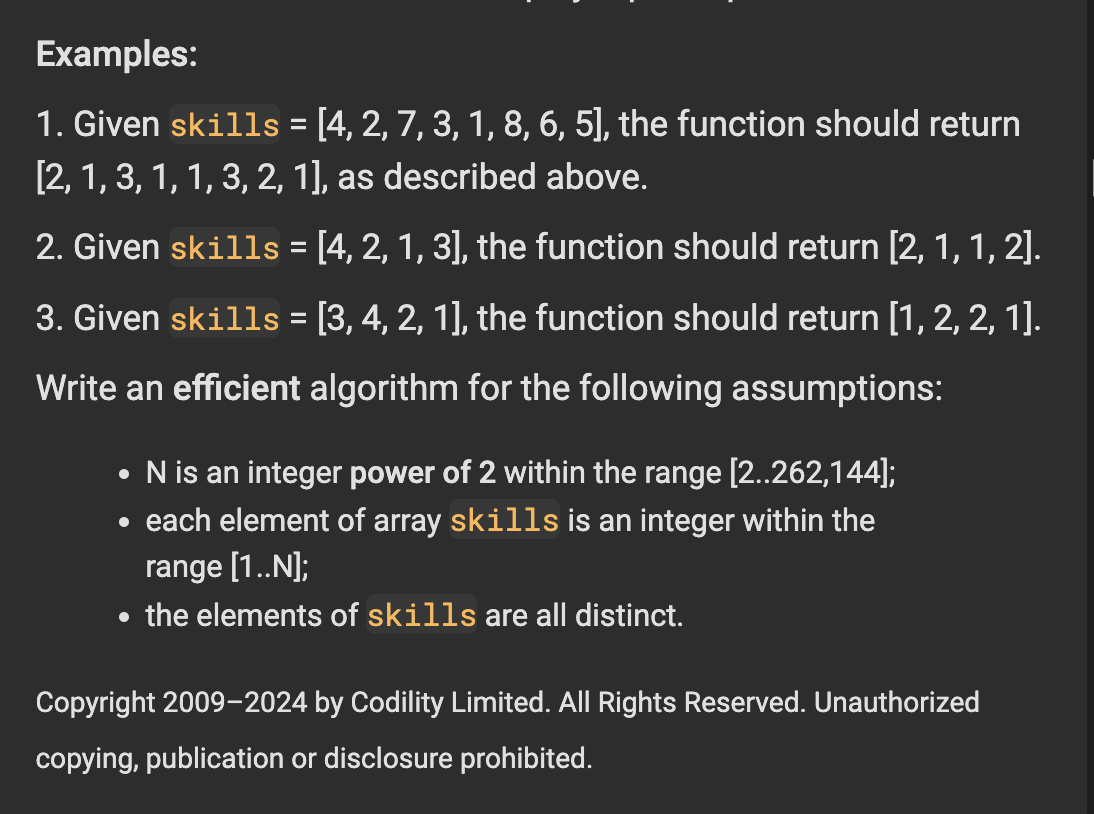 Examples:
1. Given skills = [4, 2, 7, 3, 1, 8, 6, 5], the function should return
[2, 1, 3, 1, 1, 3, 2, 1], as described above.
2. Given skills = [4, 2, 1, 3], the function should return [2, 1, 1, 2].
3. Given skills = [3, 4, 2, 1], the function should return [1, 2, 2, 1].
Write an efficient algorithm for the following assumptions:
• N is an integer power of 2 within the range [2..262,144];
• each element of array skills is an integer within the
range [1..N];
• the elements of skills are all distinct.
Copyright 2009–2024 by Codility Limited. All Rights Reserved. Unauthorized
copying, publication or disclosure prohibited.